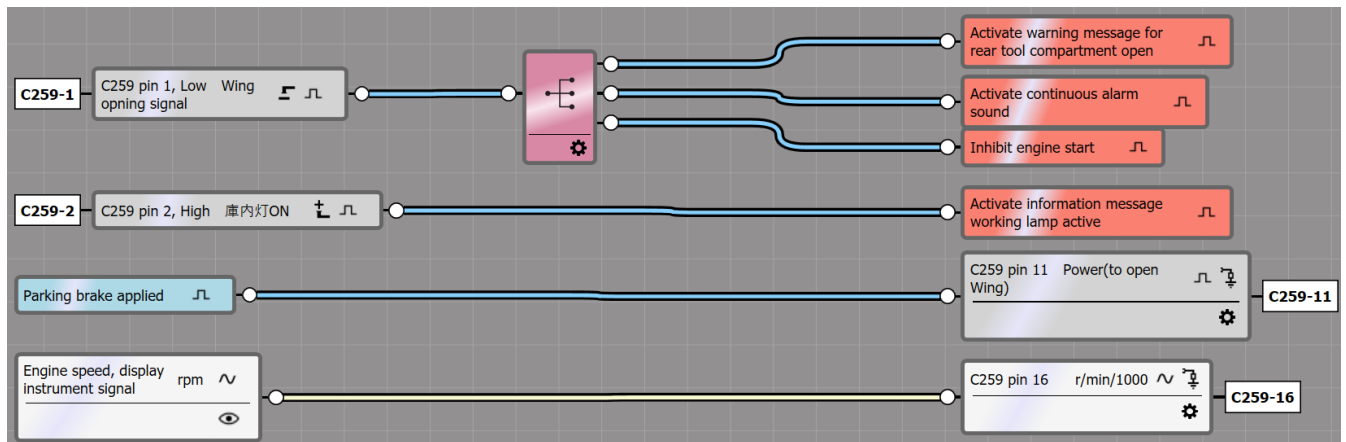 Activate warning message for
rear tool compartment open
C259-1
C259 pin 1, Low Wing
opning signal
Activate continuous alarm
sound
Inhibit engine start
C259-2
C259 pin 2, High 庫内灯ON
Activate information message
working lamp active
Parking brake applied
C259 pin 11 Power(to open
Wing)
C259-11
Engine speed, display
instrument signal
rpm
C259 pin 16 r/min/1000
C259-16